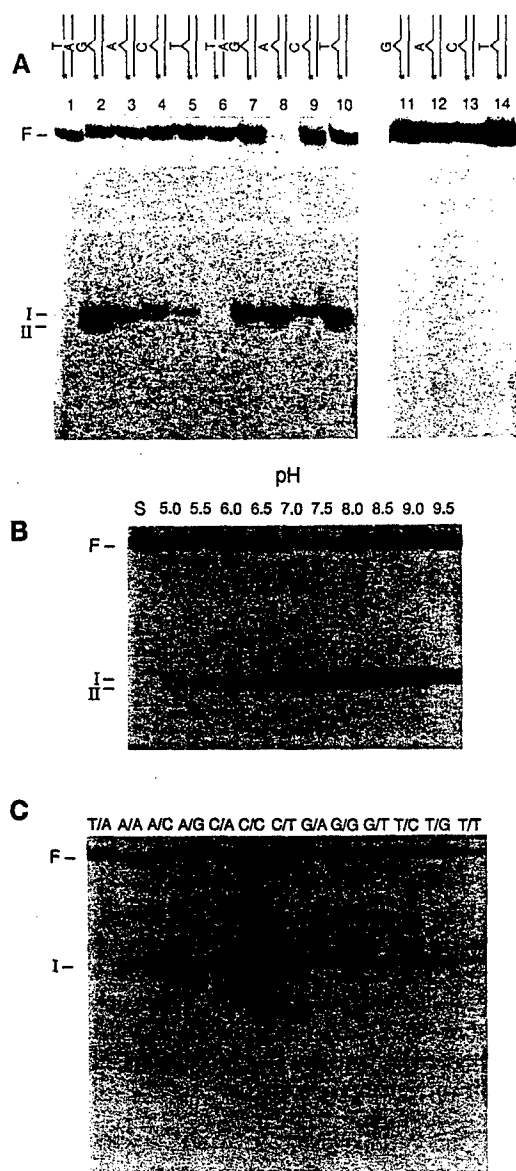 T A G A C T T A G A C T G A C T
A
1 2 3 4 5 6 7 8 9 10 11 12 13 14
F –
I –
II –
pH
S 5.0 5.5 6.0 6.5 7.0 7.5 8.0 8.5 9.0 9.5
B
F –
I –
II –
C
T/A A/A A/C A/G C/A C/C C/T G/A G/G G/T T/C T/G T/T
F –
I –